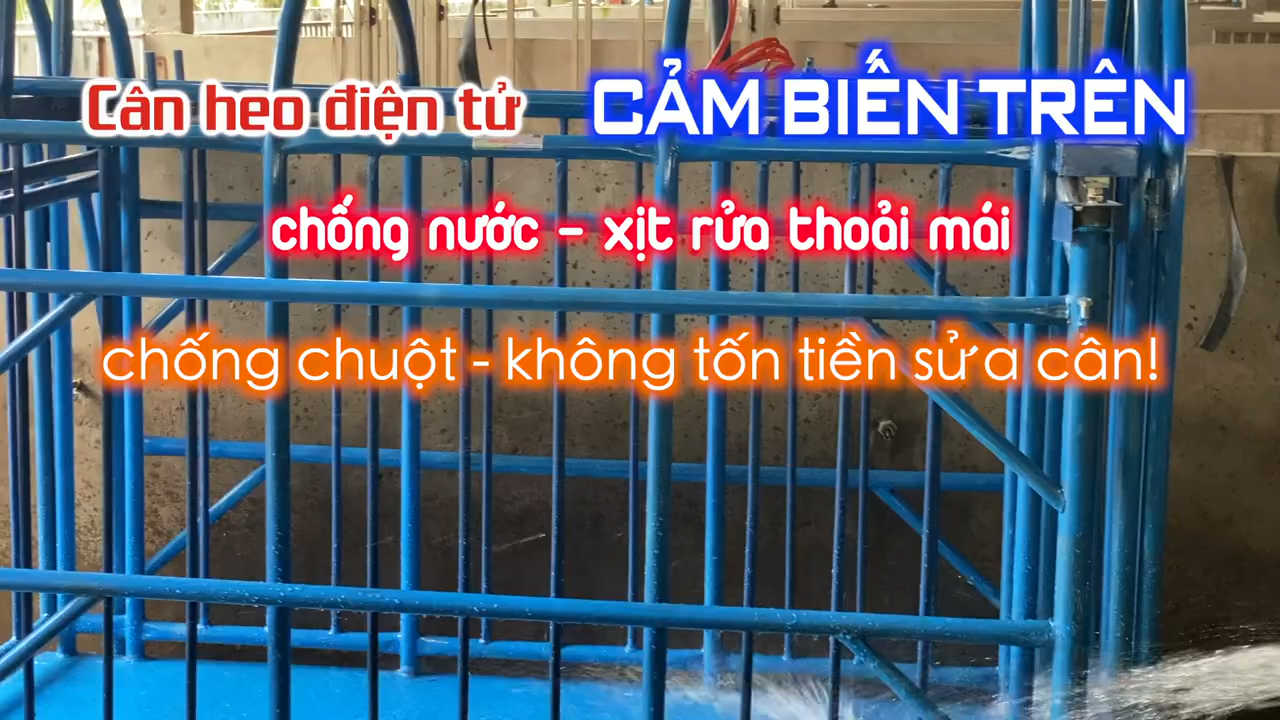 Cân heo điện tử CẢM BIẾN TRÊN
chống nước - xịt rửa thoải mái
chống chuột - không tốn tiền sửa cân!